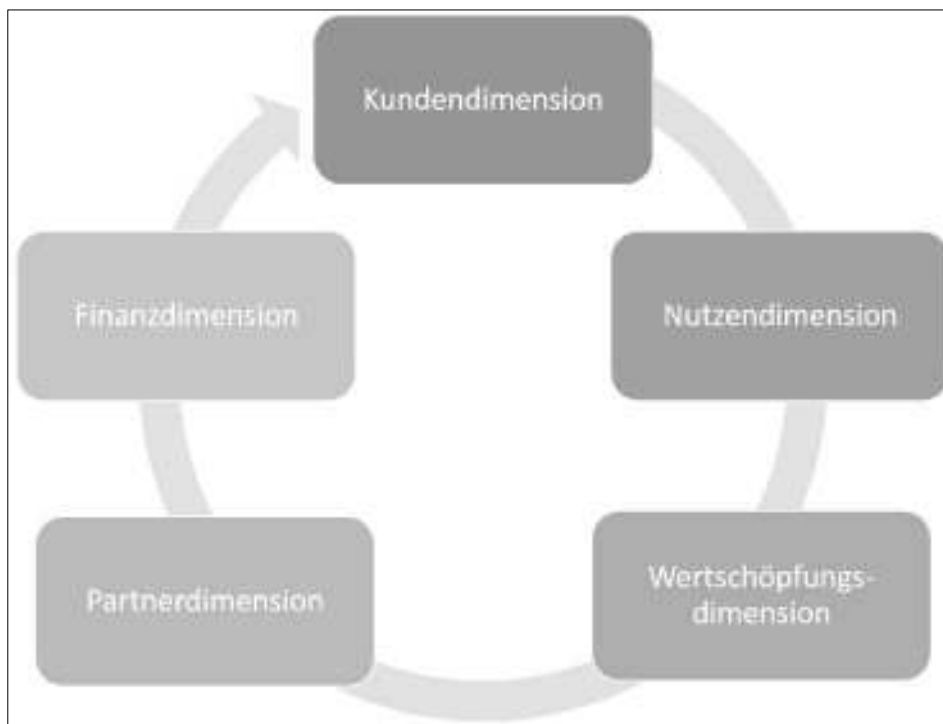 Kundendimension
Nutzendimension
Wertschöpfungs-
dimension
Partnerdimension
Finanzdimension